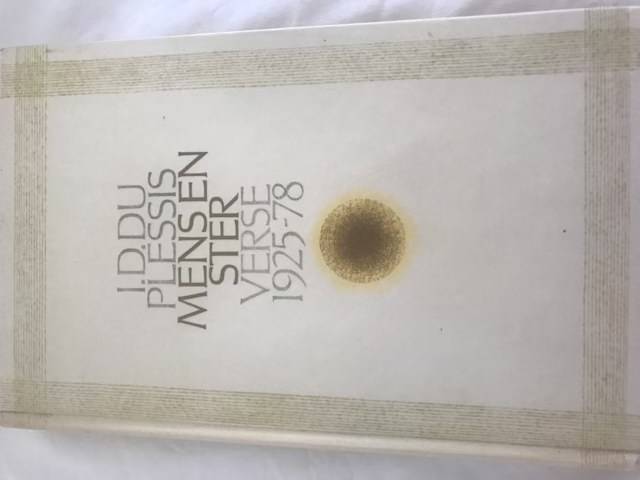 I.D. DU
PLESSIS
MENS EN
STER
VERSE
1925-78